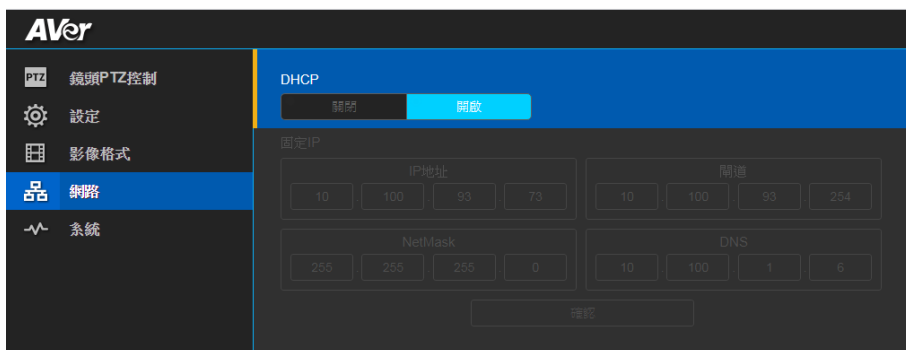 AVer
PTZ 鏡頭PTZ控制
設定
影像格式
網路
系統
DHCP
關閉 開啟
固定IP
IP地址 閘道
10 . 100 . 93 . 73 10 . 100 . 93 . 254
NetMask DNS
255 . 255 . 255 . 0 10 . 100 . 1 . 6
確認